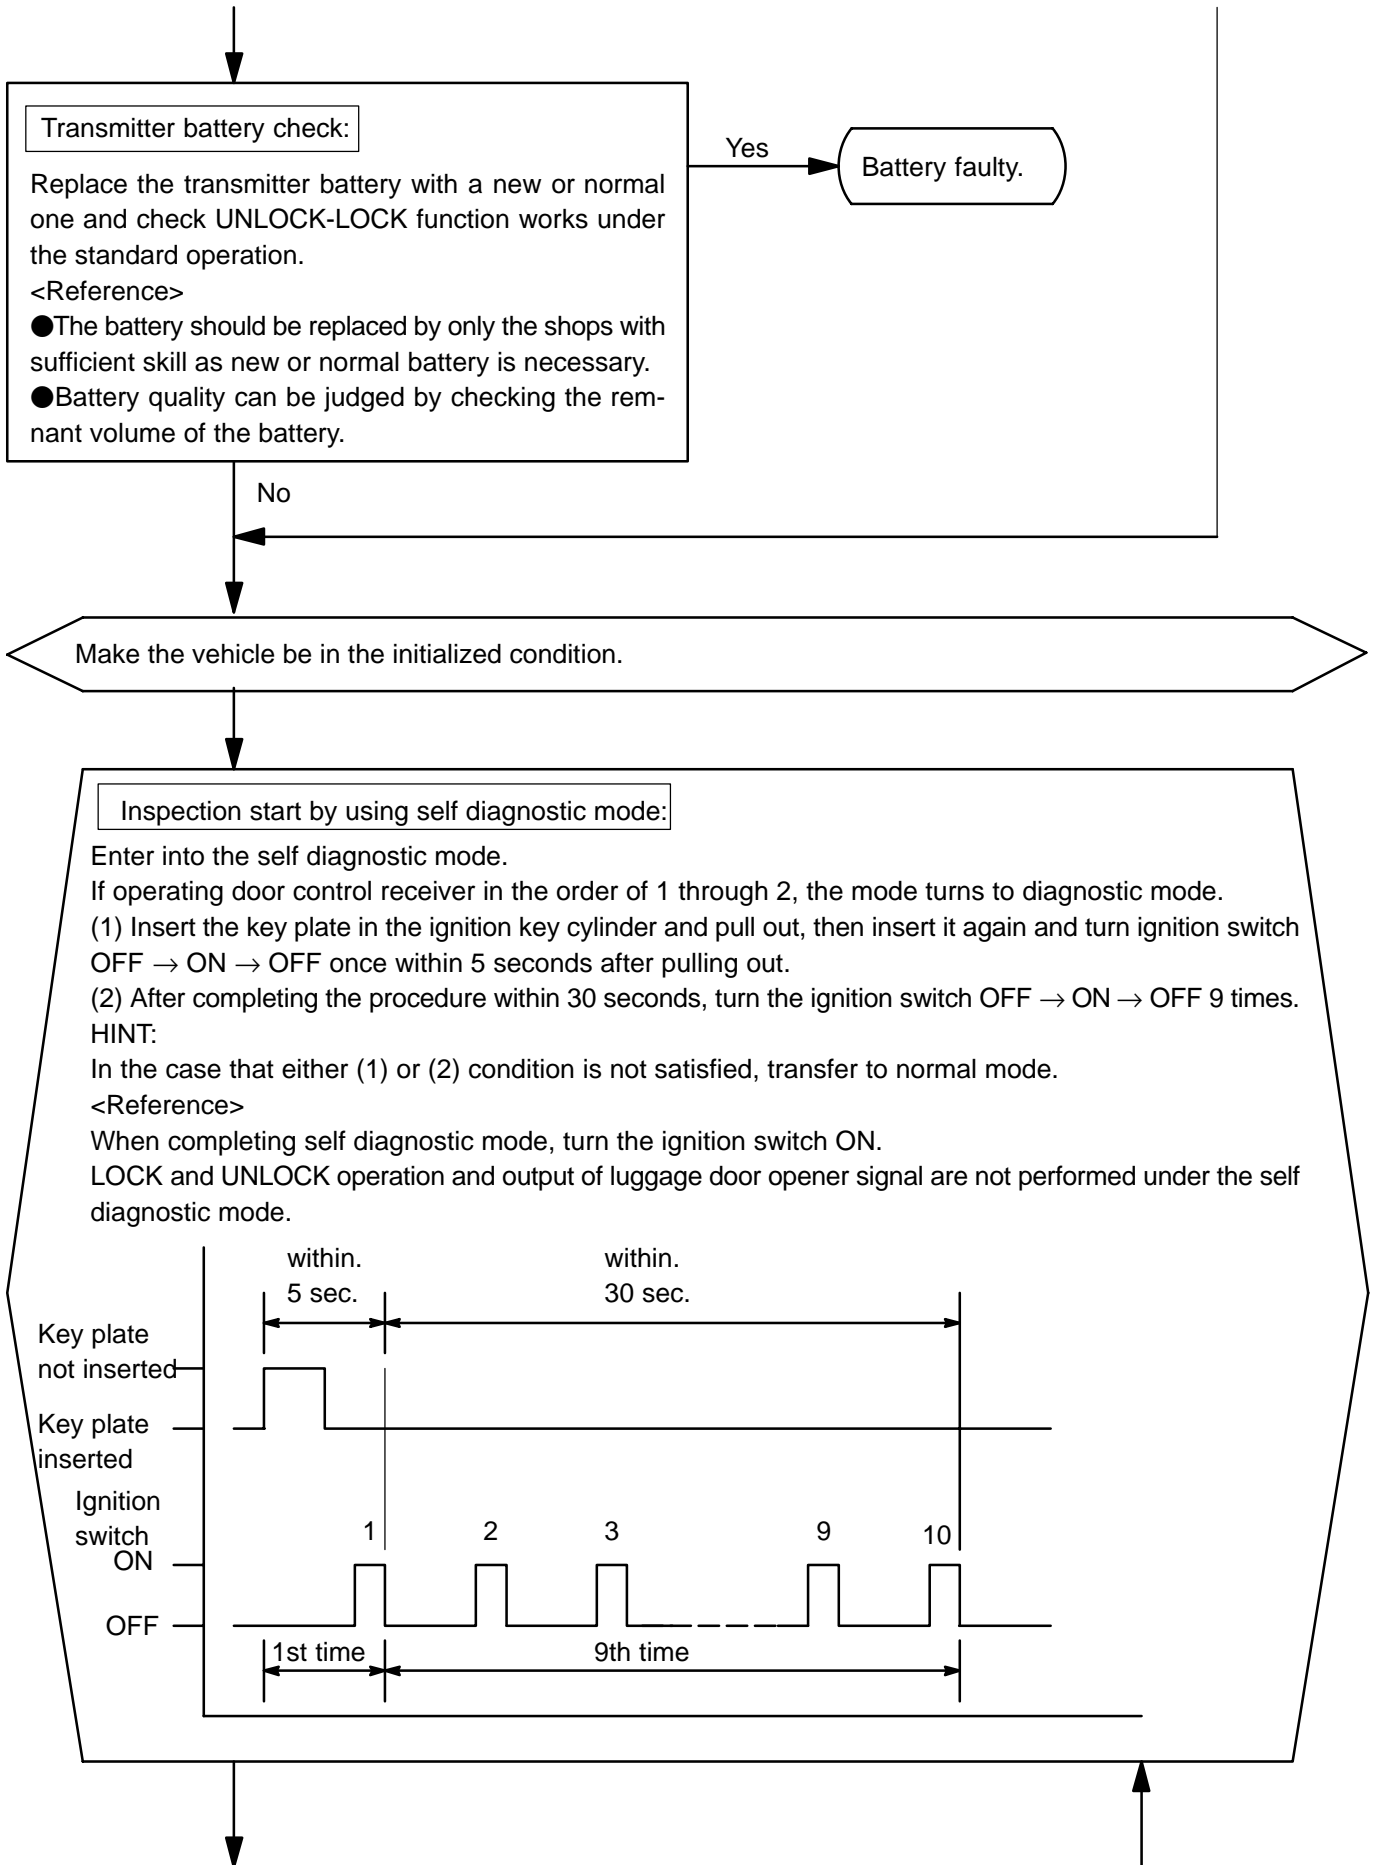 Transmitter battery check:
Replace the transmitter battery with a new or normal
one and check UNLOCK-LOCK function works under
the standard operation.
<Reference>
●The battery should be replaced by only the shops with
sufficient skill as new or normal battery is necessary.
●Battery quality can be judged by checking the rem-
nant volume of the battery.
Yes
Battery faulty.
No
Make the vehicle be in the initialized condition.
Inspection start by using self diagnostic mode:
Enter into the self diagnostic mode.
If operating door control receiver in the order of 1 through 2, the mode turns to diagnostic mode.
(1) Insert the key plate in the ignition key cylinder and pull out, then insert it again and turn ignition switch
OFF → ON → OFF once within 5 seconds after pulling out.
(2) After completing the procedure within 30 seconds, turn the ignition switch OFF → ON → OFF 9 times.
HINT:
In the case that either (1) or (2) condition is not satisfied, transfer to normal mode.
<Reference>
When completing self diagnostic mode, turn the ignition switch ON.
LOCK and UNLOCK operation and output of luggage door opener signal are not performed under the self
diagnostic mode.
within.
5 sec.
within.
30 sec.
Key plate
not inserted
Key plate
inserted
Ignition
switch
ON
OFF
1 2 3 9 10
1st time
9th time